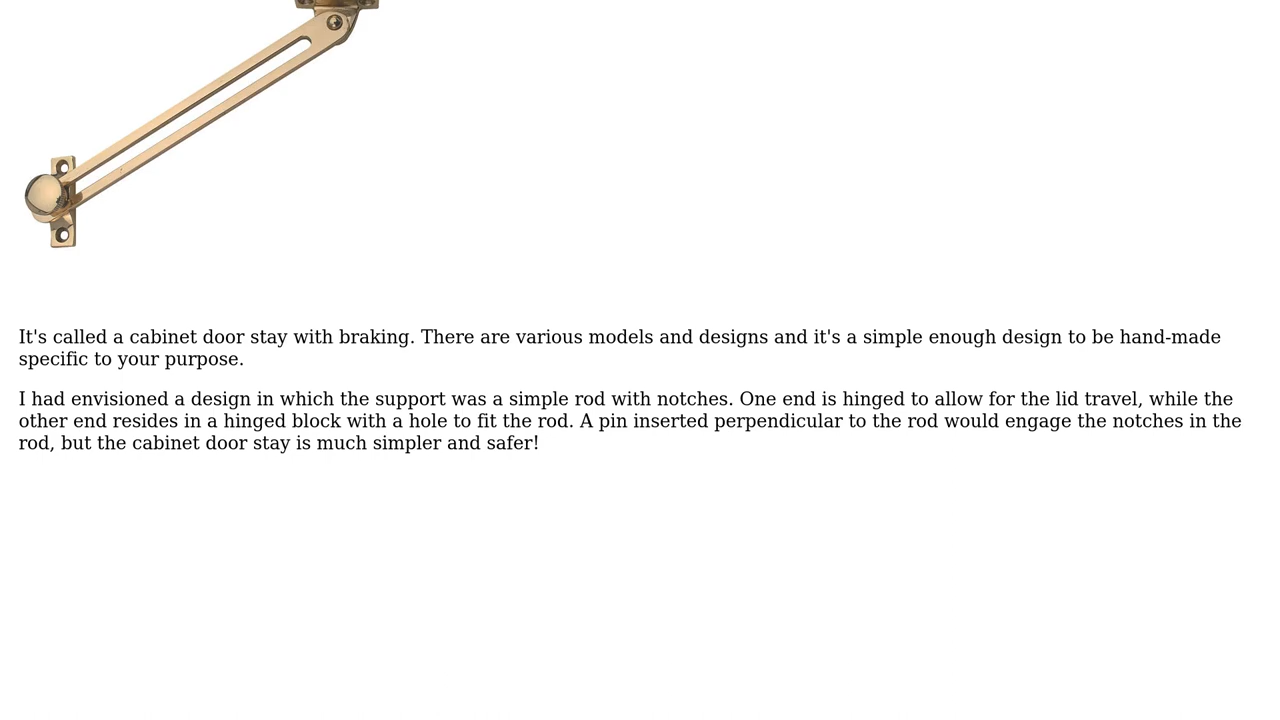 It's called a cabinet door stay with braking. There are various models and designs and it's a simple enough design to be hand-made
specific to your purpose.
I had envisioned a design in which the support was a simple rod with notches. One end is hinged to allow for the lid travel, while the
other end resides in a hinged block with a hole to fit the rod. A pin inserted perpendicular to the rod would engage the notches in the
rod, but the cabinet door stay is much simpler and safer!